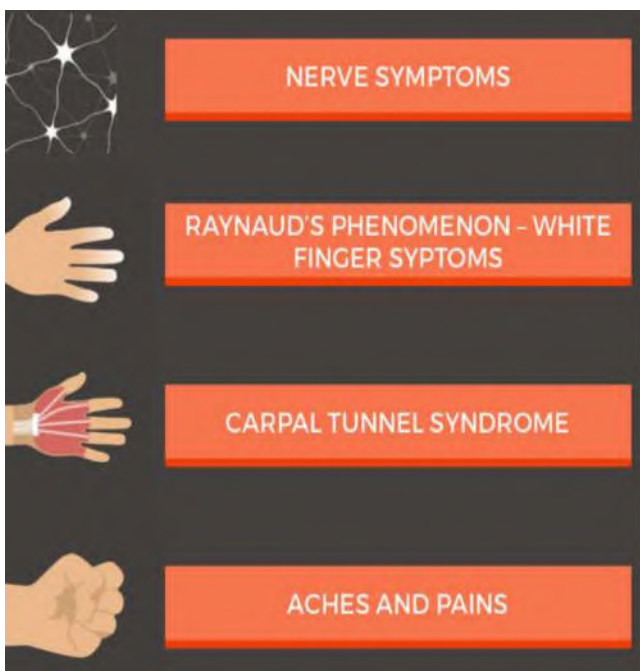 NERVE SYMPTOMS
RAYNAUD'S PHENOMENON – WHITE
FINGER SYPTOMS
CARPAL TUNNEL SYNDROME
ACHES AND PAINS